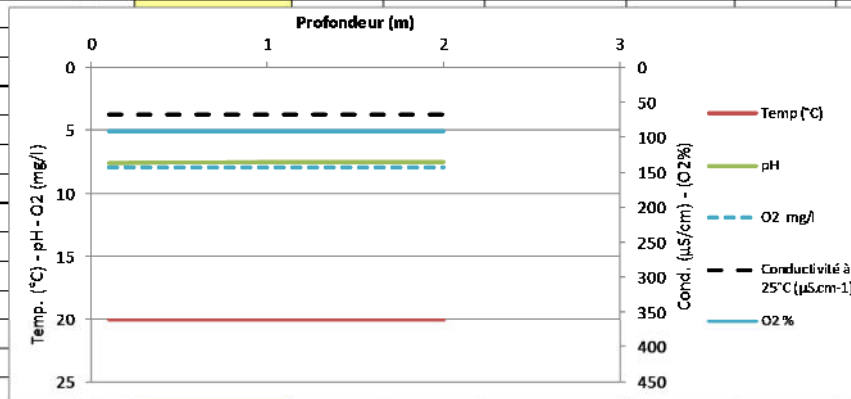 Profondeur (m)
0 1 2 3
0
5
10
15
20
25
Temp. (°C) - pH - O2 (mg/l)
0
50
100
150
200
250
300
350
400
450
Cond. (µS/cm) - (O2%)
Temp (°C)
pH
O2 mg/l
Conductivité à
25°C (µS.cm-1)
O2 %